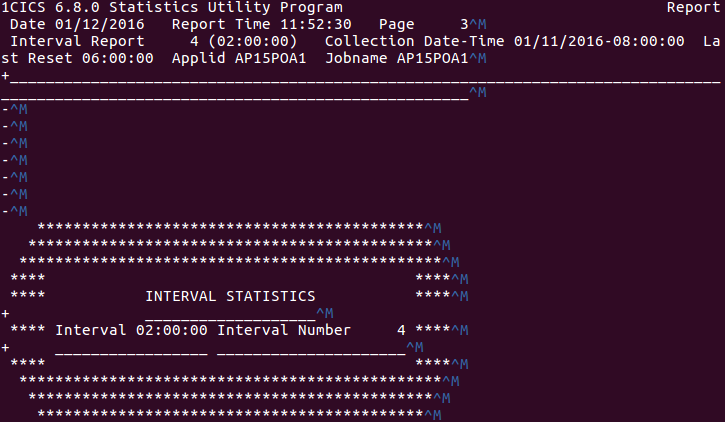 1CICS 6.8.0 Statistics Utility Program                                    Report
 Date 01/12/2016   Report Time 11:52:30   Page     3^M
 Interval Report     4 (02:00:00)   Collection Date-Time 01/11/2016-08:00:00  La
st Reset 06:00:00  Applid AP15POA1  Jobname AP15POA1^M
+_______________________________________________________________________________
____________________________________________________^M
-^M
-^M
-^M
-^M
-^M
-^M
-^M
    *******************************************^M
   *********************************************^M
  ***********************************************^M
 ****                                         ****^M
 ****           INTERVAL STATISTICS           ****^M
+               ___________________^M
 **** Interval 02:00:00 Interval Number     4 ****^M
+     _________________ _____________________^M
 ****                                         ****^M
  ***********************************************^M
   *********************************************^M
    *******************************************^M